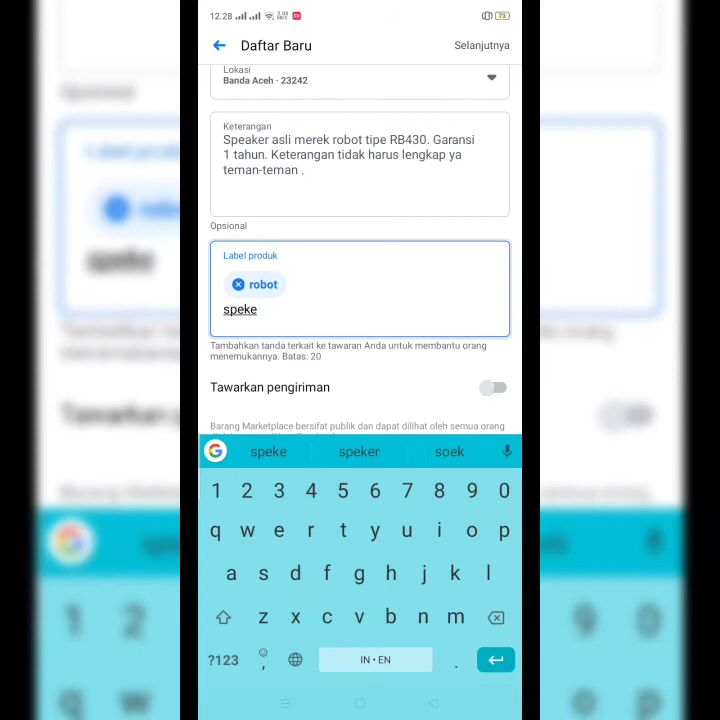 12.28
73
Daftar Baru
Selanjutnya
Lokasi
Banda Aceh · 23242
Keterangan
Speaker asli merek robot tipe RB430. Garansi
1 tahun. Keterangan tidak harus lengkap ya
teman-teman .
Opsional
Label produk
robot
speke
Tambahkan tanda terkait ke tawaran Anda untuk membantu orang
menemukannya. Batas: 20
Tawarkan pengiriman
Barang Marketplace bersifat publik dan dapat dilihat oleh semua orang
speke speker soek
1 2 3 4 5 6 7 8 9 0
q w e r t y u i o p
a s d f g h j k l
z x c v b n m
?123 , IN • EN .